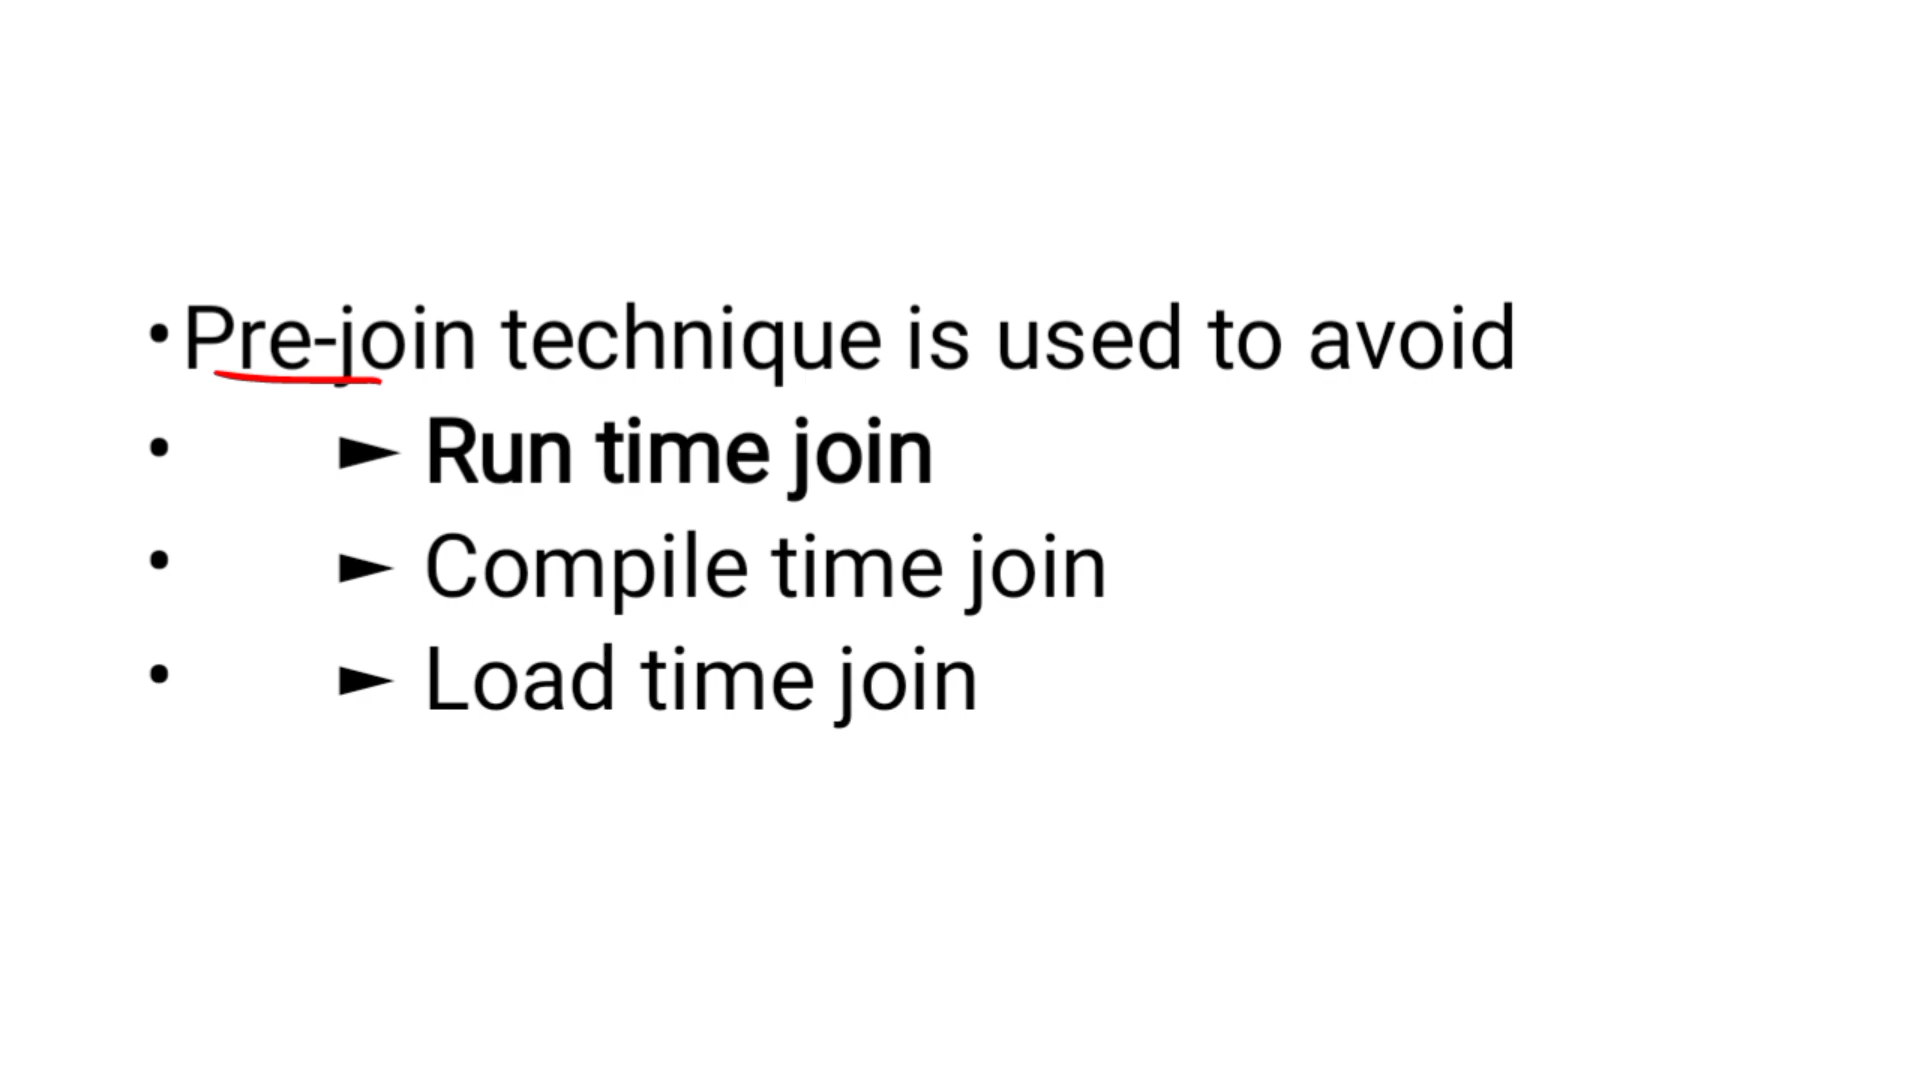 • Pre-join technique is used to avoid
• ► Run time join
• ► Compile time join
• ► Load time join